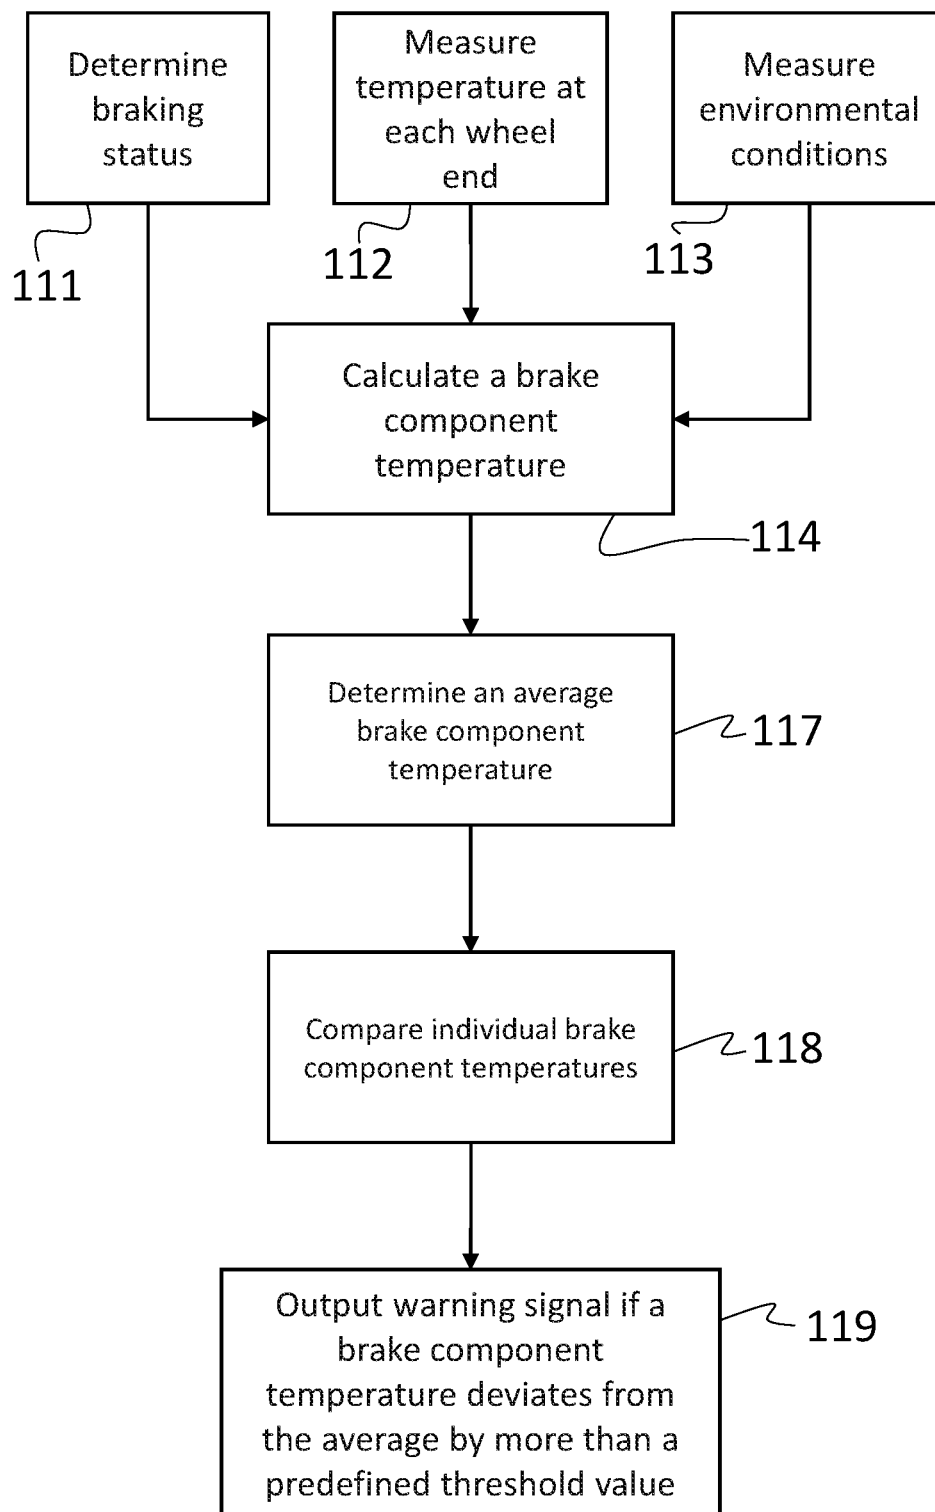 Determine
braking
status
Measure
temperature at
each wheel
end
Measure
environmental
conditions
111
112
113
Calculate a brake
component
temperature
114
Determine an average
brake component
temperature
117
Compare individual brake
component temperatures
118
Output warning signal if a
brake component
temperature deviates from
the average by more than a
predefined threshold value
119